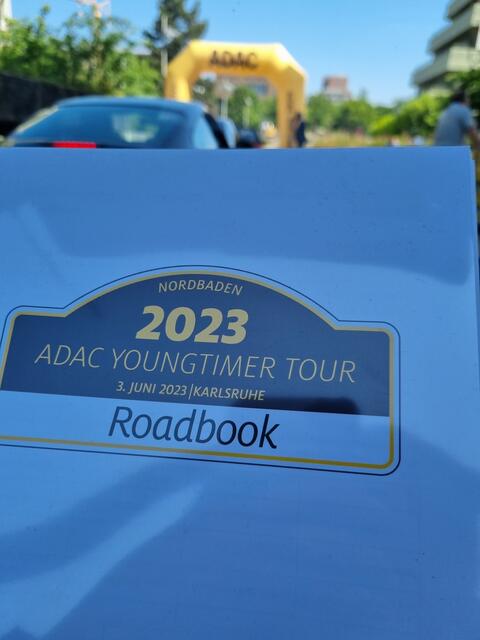 ADAC
NORDBADEN
2023
ADAC YOUNGTIMER TOUR
3. JUNI 2023|KARLSRUHE
Roadbook